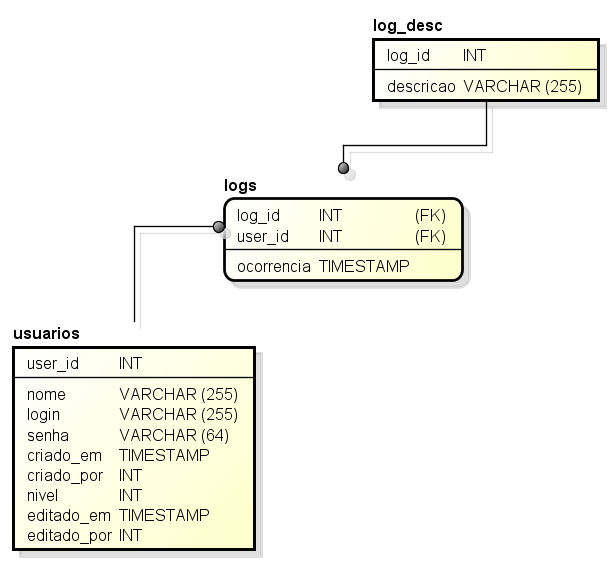 log_desc
log_id INT
descricao VARCHAR (255)
logs
log_id INT (FK)
user_id INT (FK)
ocorrencia TIMESTAMP
usuarios
user_id INT
nome VARCHAR (255)
login VARCHAR (255)
senha VARCHAR (64)
criado_em TIMESTAMP
criado_por INT
nivel INT
editado_em TIMESTAMP
editado_por INT